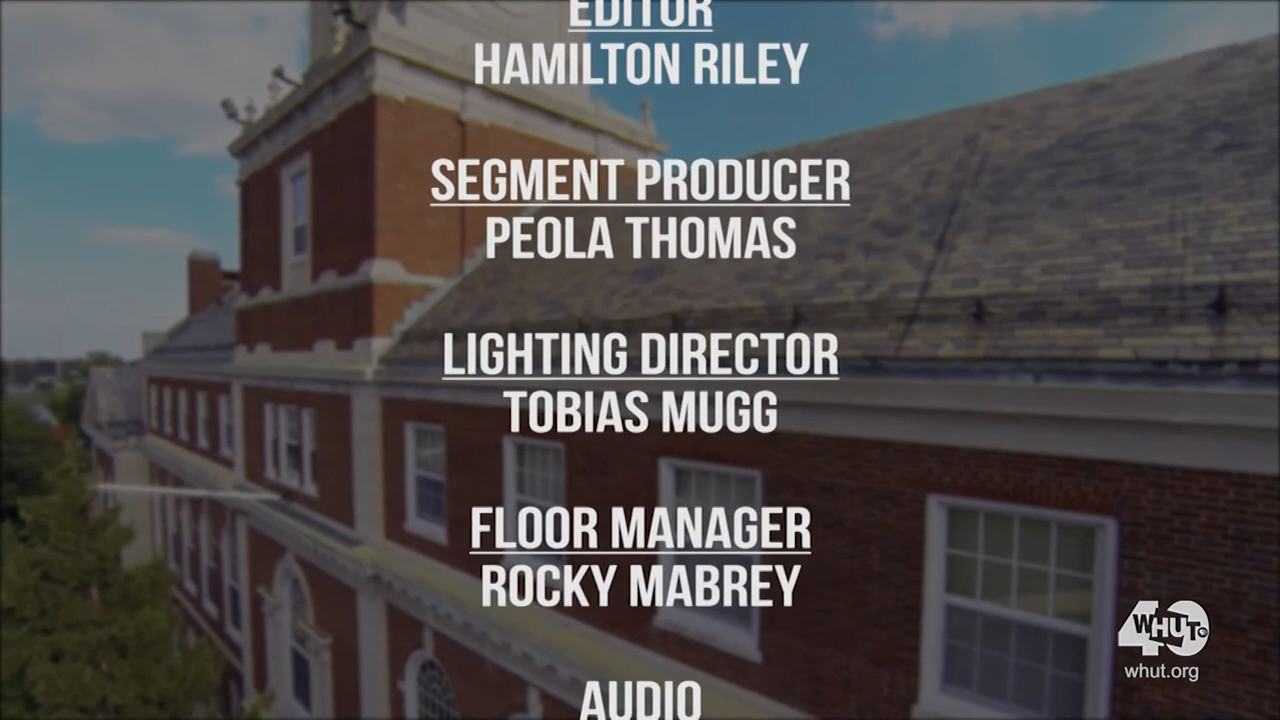 EDITOR
HAMILTON RILEY
SEGMENT PRODUCER
PEOLA THOMAS
LIGHTING DIRECTOR
TOBIAS MUGG
FLOOR MANAGER
ROCKY MABREY
AUDIO
40
WHUT
whut.org